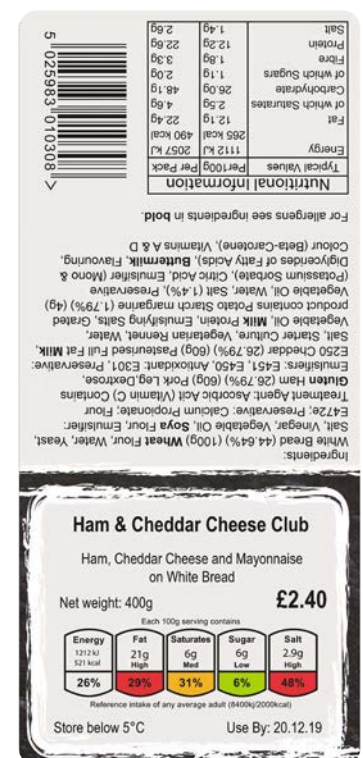 Ham & Cheddar Cheese Club
Ham, Cheddar Cheese and Mayonnaise
on White Bread
Net weight: 400g £2.40
Each 100g serving contains
Energy Fat Saturates Sugar Salt
1212 kJ 21g 6g 6g 2.9g
521 kcal High Med Low High
26% 29% 31% 6% 48%
Reference intake of any average adult (8400kj/2000kcal)
Store below 5°C Use By: 20.12.19
Ingredients:
White Bread (44.64%) (100g) Wheat Flour, Water, Yeast,
Salt, Vinegar, Vegetable Oil, Soya Flour, Emulsifier:
E472e; Preservative: Calcium Propionate; Flour
Treatment Agent: Ascorbic Acit (Vitamin C) Contains
Gluten Ham (26.79%) (60g) Pork Leg,Dextrose,
Emulsifiers: E451, E450, Antioxidant: E301, Preservative:
E250 Cheddar (26.79%) (60g) Pasteurised Full Fat Milk,
Salt, Starter Culture, Vegetarian Rennet, Water,
Vegetable Oil, Milk Protein, Emulsifying Salts, Grated
product contains Potato Starch margarine (1.79%) (4g)
Vegetable Oil, Water, Salt (1.4%), Preservative
(Potassium Sorbate), Citric Acid, Emulsifier (Mono &
Diglycerides of Fatty Acids), Buttermilk, Flavouring,
Colour (Beta-Carotene), Vitamins A & D
For allergens see ingredients in bold.
Nutritional Information
Typical Values Per100g Per Pack
Energy 1112 kJ 2057 kJ
265 kcal 490 kcal
Fat 12.1g 22.4g
of which Saturates 2.5g 4.6g
Carbohydrate 26.0g 48.1g
of which Sugars 1.1g 2.0g
Fibre 1.8g 3.3g
Protein 12.2g 22.6g
Salt 1.4g 2.6g
5 025983 010308 >